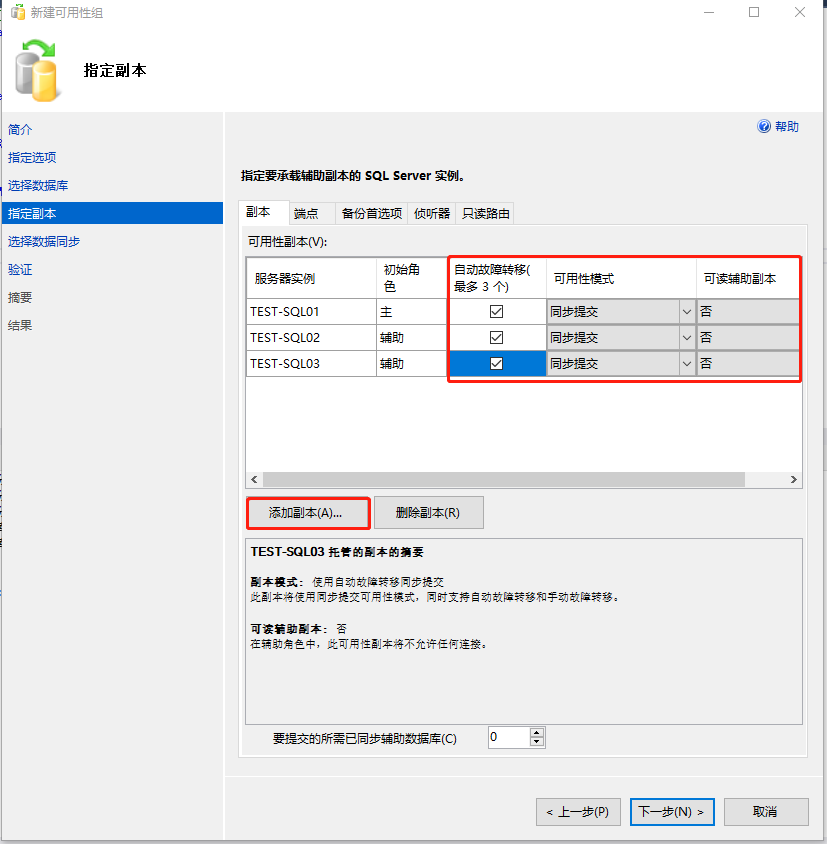 新建可用性组
指定副本
帮助
简介
指定选项
选择数据库
指定副本
选择数据同步
验证
摘要
结果
指定要承载辅助副本的 SQL Server 实例。
副本 端点 备份首选项 侦听器 只读路由
可用性副本(V):
服务器实例 初始角色 自动故障转移(最多 3 个) 可用性模式 可读辅助副本
TEST-SQL01 主 同步提交 否
TEST-SQL02 辅助 同步提交 否
TEST-SQL03 辅助 同步提交 否
添加副本(A)... 删除副本(R)
TEST-SQL03 托管的副本的摘要
副本模式: 使用自动故障转移同步提交
此副本将使用同步提交可用性模式，同时支持自动故障转移和手动故障转移。
可读辅助副本: 否
在辅助角色中，此可用性副本将不允许任何连接。
要提交的所需已同步辅助数据库(C) 0
< 上一步(P) 下一步(N) > 取消